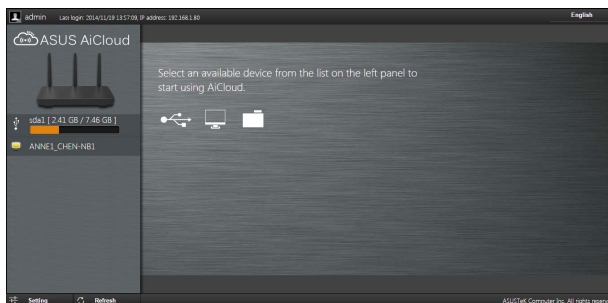 admin Last login: 2014/11/19 13:57:09, IP address: 192.168.1.80 English
ASUS AiCloud
Select an available device from the list on the left panel to
start using AiCloud.
sda1 [ 2.41 GB / 7.46 GB ]
ANNE1_CHEN-NB1
Setting Refresh ASUSTeK Computer Inc. All rights reserve